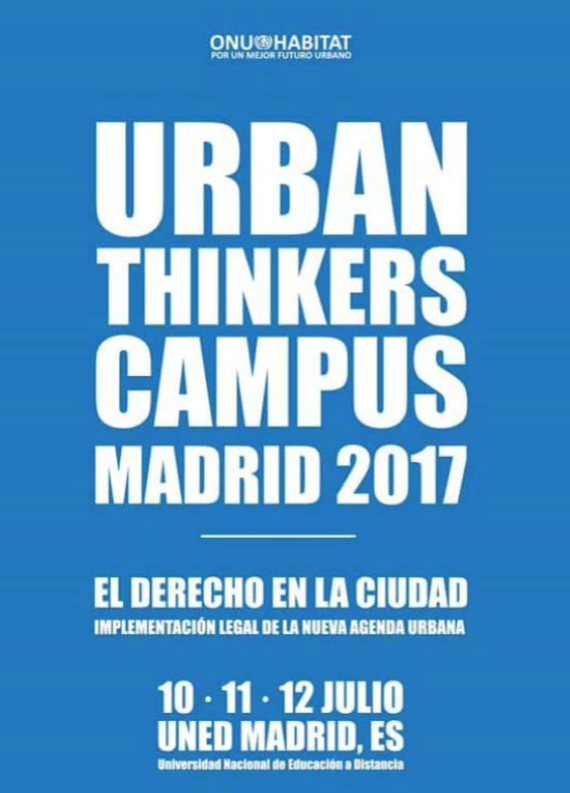 ONU HABITAT
POR UN MEJOR FUTURO URBANO
URBAN
THINKERS
CAMPUS
MADRID 2017
EL DERECHO EN LA CIUDAD
IMPLEMENTACIÓN LEGAL DE LA NUEVA AGENDA URBANA
10 · 11 · 12 JULIO
UNED MADRID, ES
Universidad Nacional de Educación a Distancia